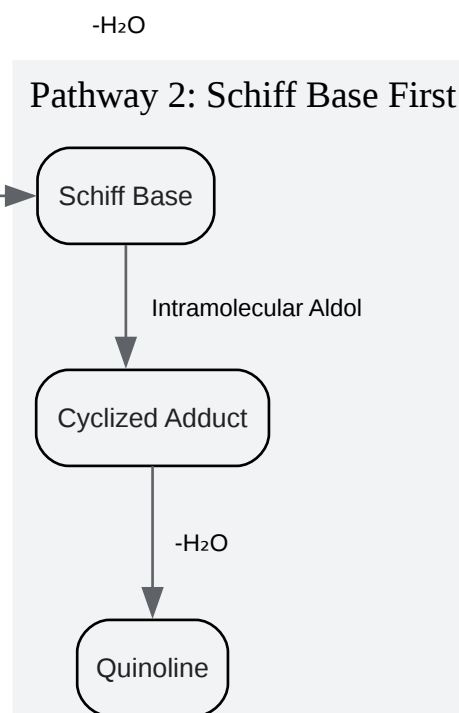 -H₂O
Pathway 2: Schiff Base First
Schiff Base
Intramolecular Aldol
Cyclized Adduct
-H₂O
Quinoline